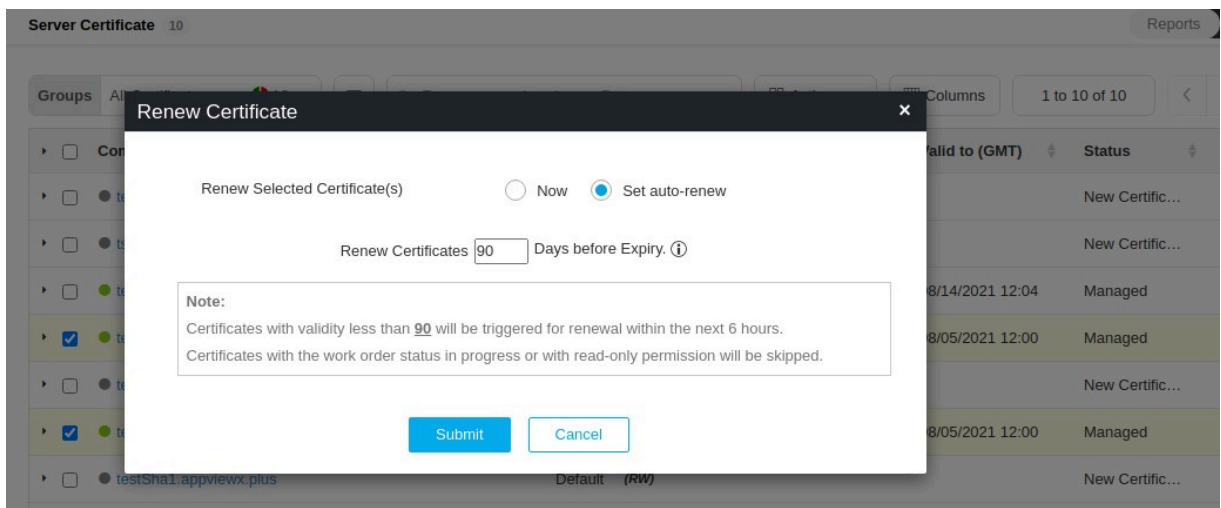 Server Certificate 10
Reports
Groups
Columns
1 to 10 of 10
Renew Certificate
Valid to (GMT)
Status
Renew Selected Certificate(s)
Now
Set auto-renew
New Certific...
Renew Certificates 90 Days before Expiry.
New Certific...
Note:
8/14/2021 12:04
Managed
Certificates with validity less than 90 will be triggered for renewal within the next 6 hours.
8/05/2021 12:00
Managed
Certificates with the work order status in progress or with read-only permission will be skipped.
New Certific...
Submit
Cancel
8/05/2021 12:00
Managed
testSha1.appviewx.plus
Default (RW)
New Certific...